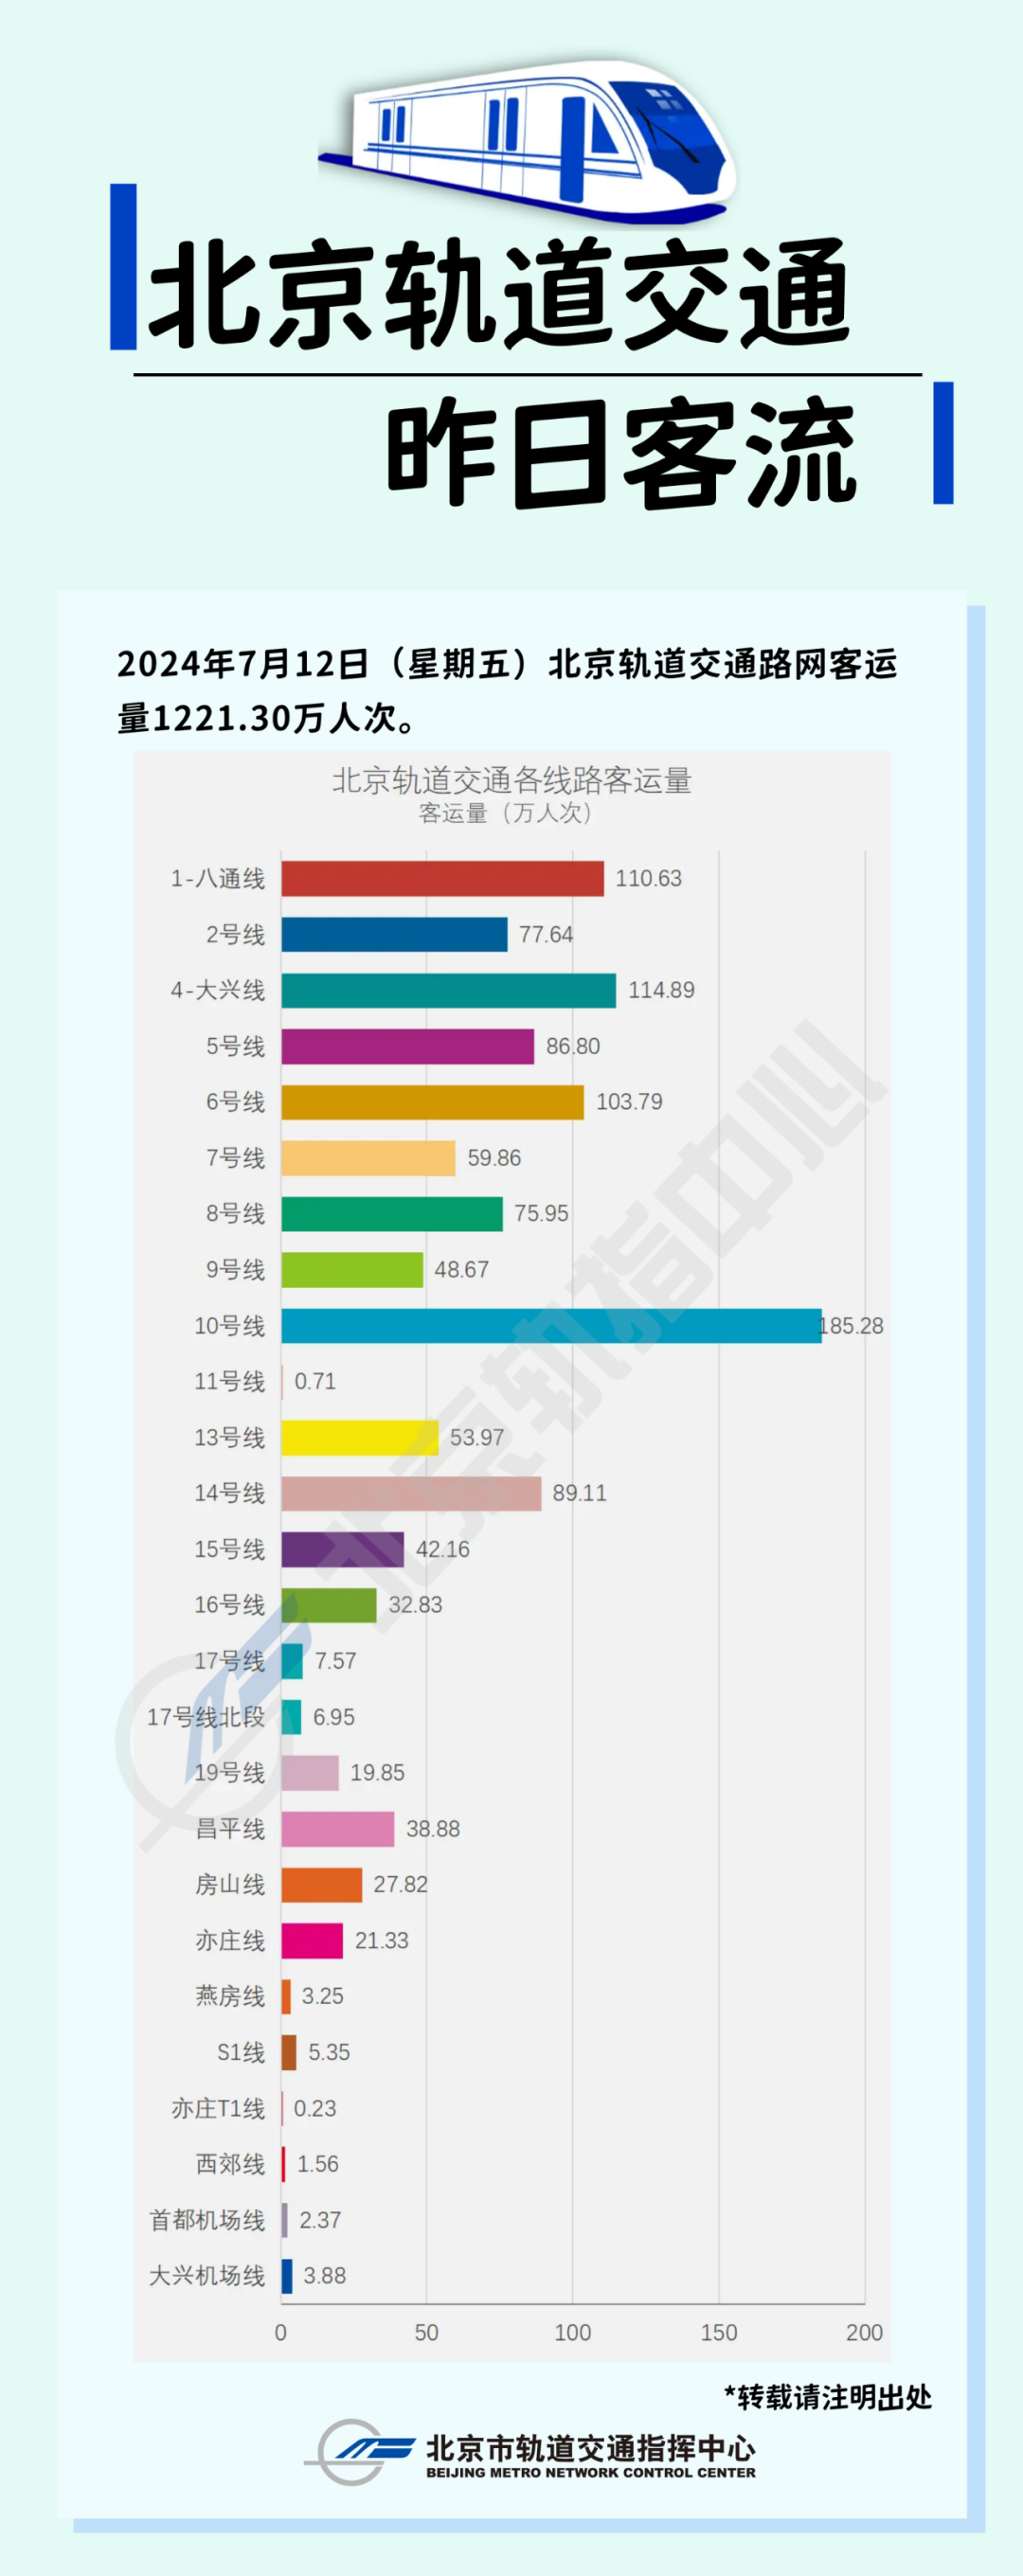 北京轨道交通
昨日客流
2024年7月12日（星期五）北京轨道交通路网客运
量1221.30万人次。
北京轨道交通各线路客运量
客运量（万人次）
1-八通线 110.63
2号线 77.64
4-大兴线 114.89
5号线 86.80
6号线 103.79
7号线 59.86
8号线 75.95
9号线 48.67
10号线 185.28
11号线 0.71
13号线 53.97
14号线 89.11
15号线 42.16
16号线 32.83
17号线 7.57
17号线北段 6.95
19号线 19.85
昌平线 38.88
房山线 27.82
亦庄线 21.33
燕房线 3.25
S1线 5.35
亦庄T1线 0.23
西郊线 1.56
首都机场线 2.37
大兴机场线 3.88
0 50 100 150 200
北京轨指中心
*转载请注明出处
北京市轨道交通指挥中心
BEIJING METRO NETWORK CONTROL CENTER